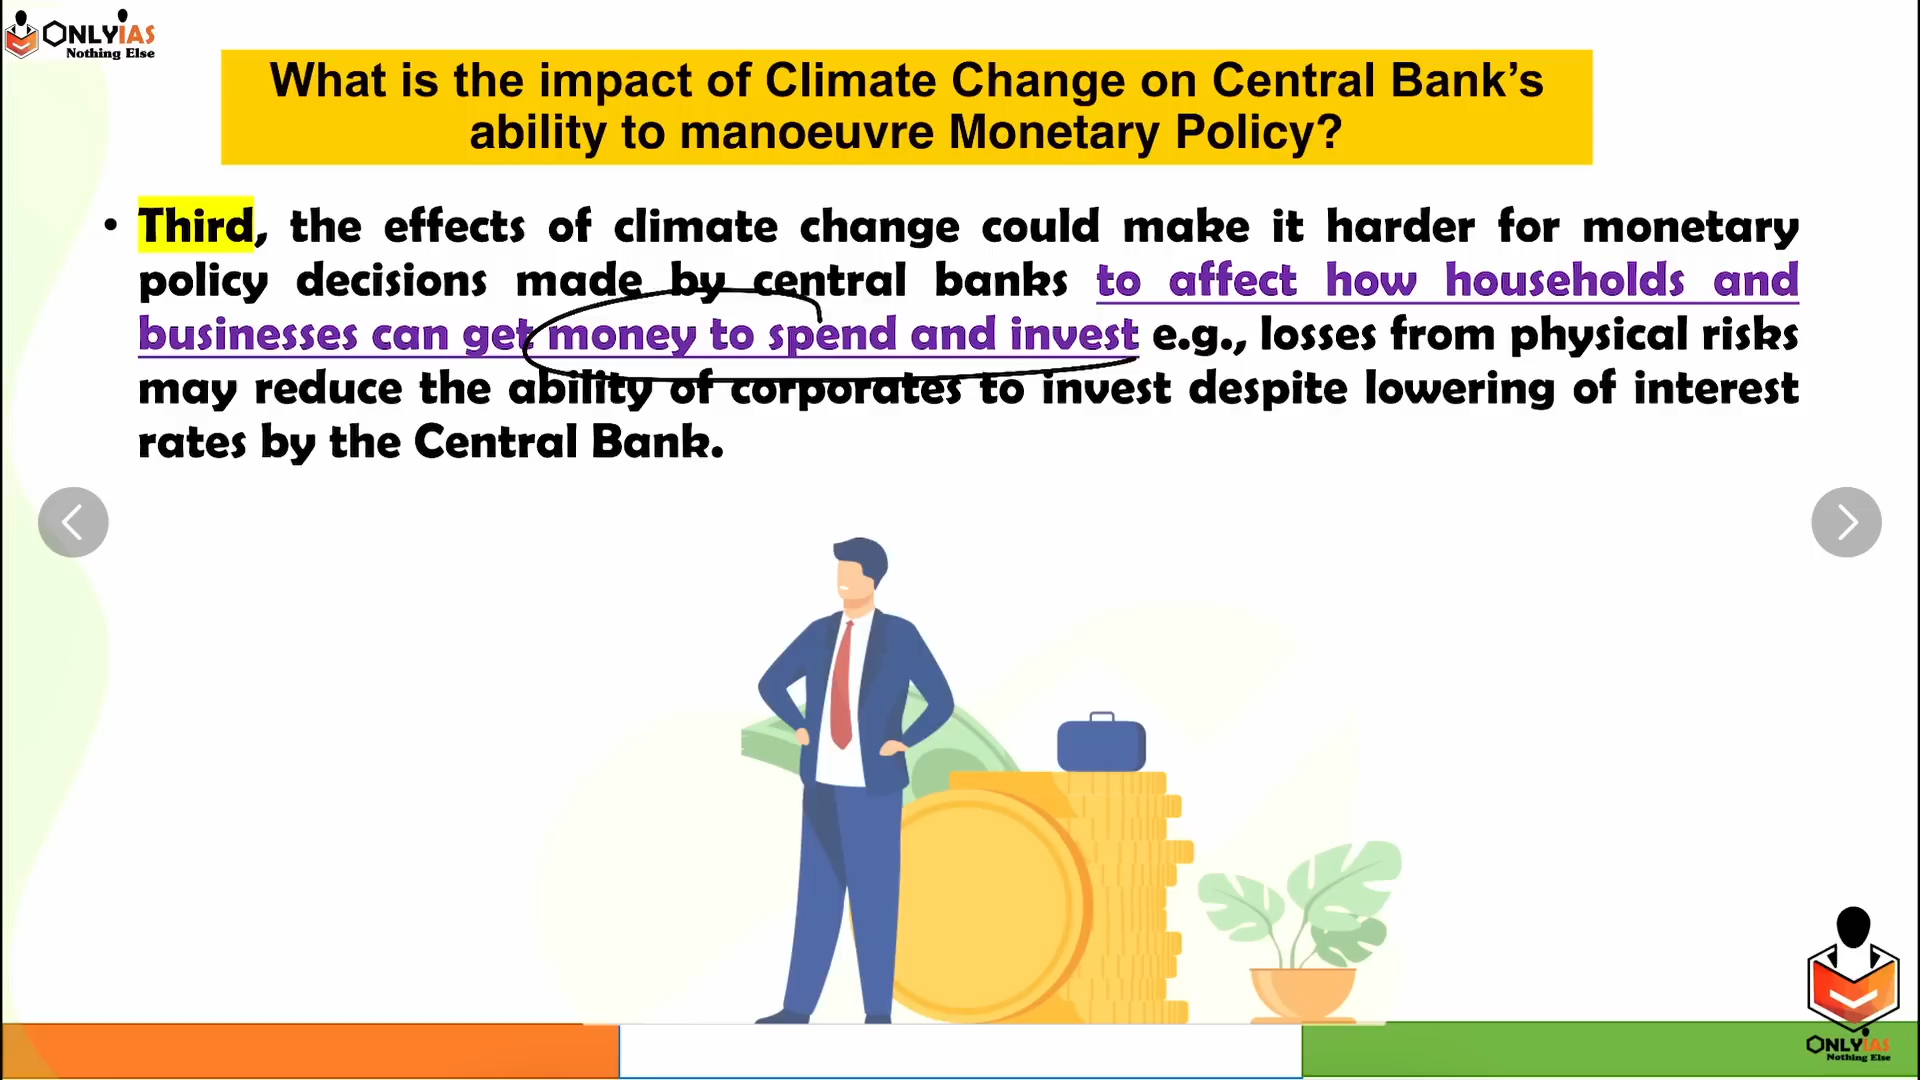 ONLYIAS
Nothing Else
What is the impact of Climate Change on Central Bank’s
ability to manoeuvre Monetary Policy?
• Third, the effects of climate change could make it harder for monetary
policy decisions made by central banks to affect how households and
businesses can get money to spend and invest e.g., losses from physical risks
may reduce the ability of corporates to invest despite lowering of interest
rates by the Central Bank.
ONLYIAS
Nothing Else